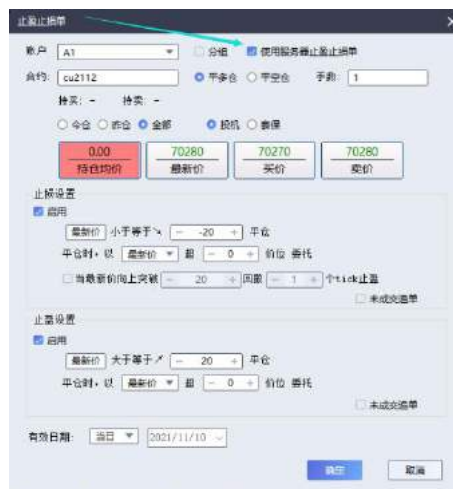 止盈止损单
账户 A1 分组 使用服务器止盈止损单
合约: cu2112 平多仓 平空仓 手数: 1
持买: - 持卖: -
今仓 昨仓 全部 投机 套保
0.00 70280 70270 70280
持仓均价 最新价 买价 卖价
止损设置
启用
最新价 小于等于↘ - -20 + 平仓
平仓时, 以 最新价 超 - 0 + 价位 委托
当最新价向上突破 - 20 + 回撤 - 1 + 个tick止盈
未成交追单
止盈设置
启用
最新价 大于等于↗ - 20 + 平仓
平仓时, 以 最新价 超 - 0 + 价位 委托
未成交追单
有效日期: 当日 2021/11/10
确定 取消